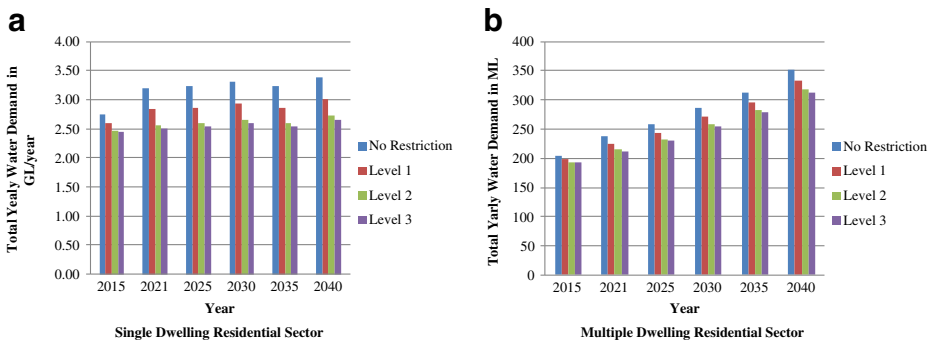 a
Total Yealy Water Demand in
GL/year
4.00
3.50
3.00
2.50
2.00
1.50
1.00
0.50
0.00
2015 2021 2025 2030 2035 2040
Year
Single Dwelling Residential Sector
No Restriction
Level 1
Level 2
Level 3
b
Total Yarly Water Demand in ML
400
350
300
250
200
150
100
50
0
2015 2021 2025 2030 2035 2040
Year
Multiple Dwelling Residential Sector
No Restriction
Level 1
Level 2
Level 3